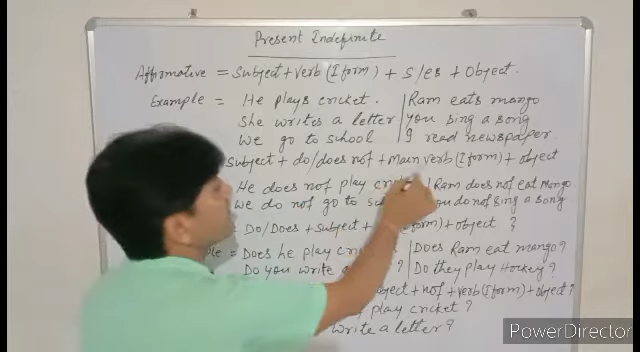 Present Indefinite
Affirmative = Subject + Verb (I form) + s/es + Object.
Example = He plays cricket. | Ram eats mango
She writes a letter | You sing a song
We go to school | I read newspaper
Subject + do/does not + main verb (I form) + object
He does not play | Ram does not eat Mango.
We do not go to | you do not sing a song
= Do/Does + subject + form) + object ?
= Does he play | Does Ram eat mango?
Do you write ? | Do they play Hockey ?
+ not + verb (I form) + object ?
play cricket ?
write a letter ?
PowerDirector